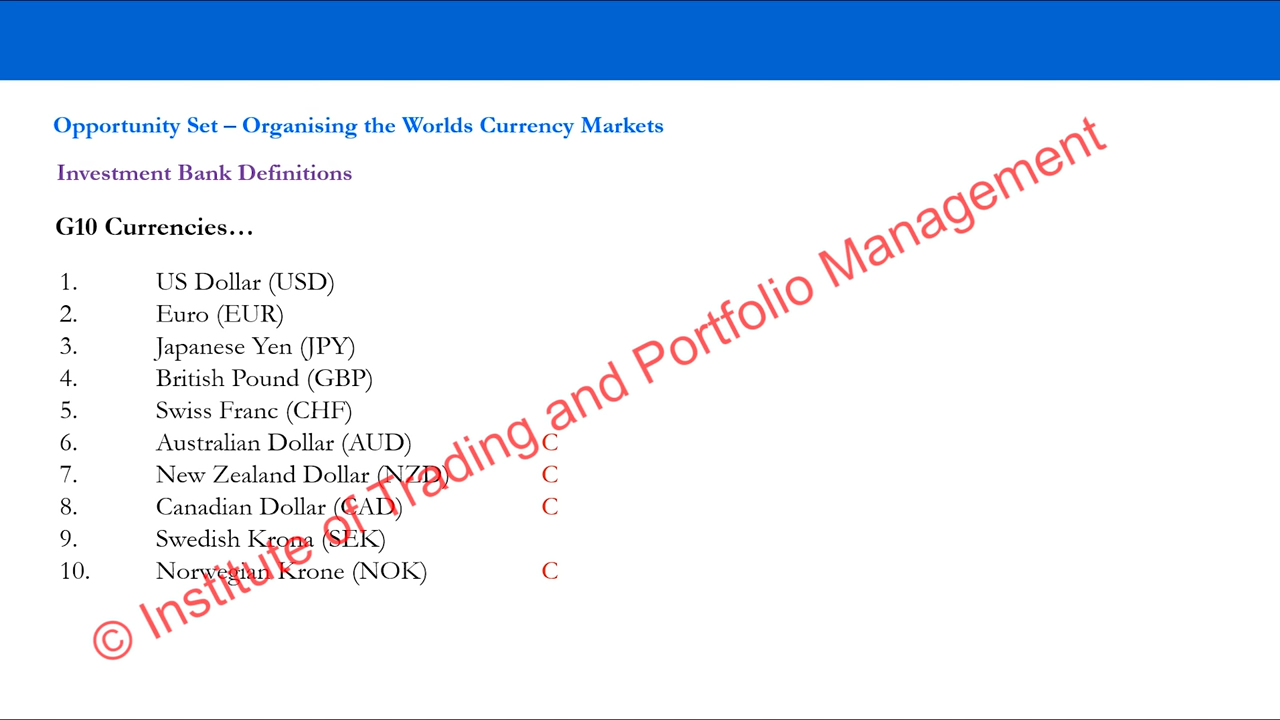 Opportunity Set – Organising the Worlds Currency Markets
Investment Bank Definitions
G10 Currencies…
1. US Dollar (USD)
2. Euro (EUR)
3. Japanese Yen (JPY)
4. British Pound (GBP)
5. Swiss Franc (CHF)
6. Australian Dollar (AUD) C
7. New Zealand Dollar (NZD) C
8. Canadian Dollar (CAD) C
9. Swedish Krona (SEK)
10. Norwegian Krone (NOK) C
© Institute of Trading and Portfolio Management